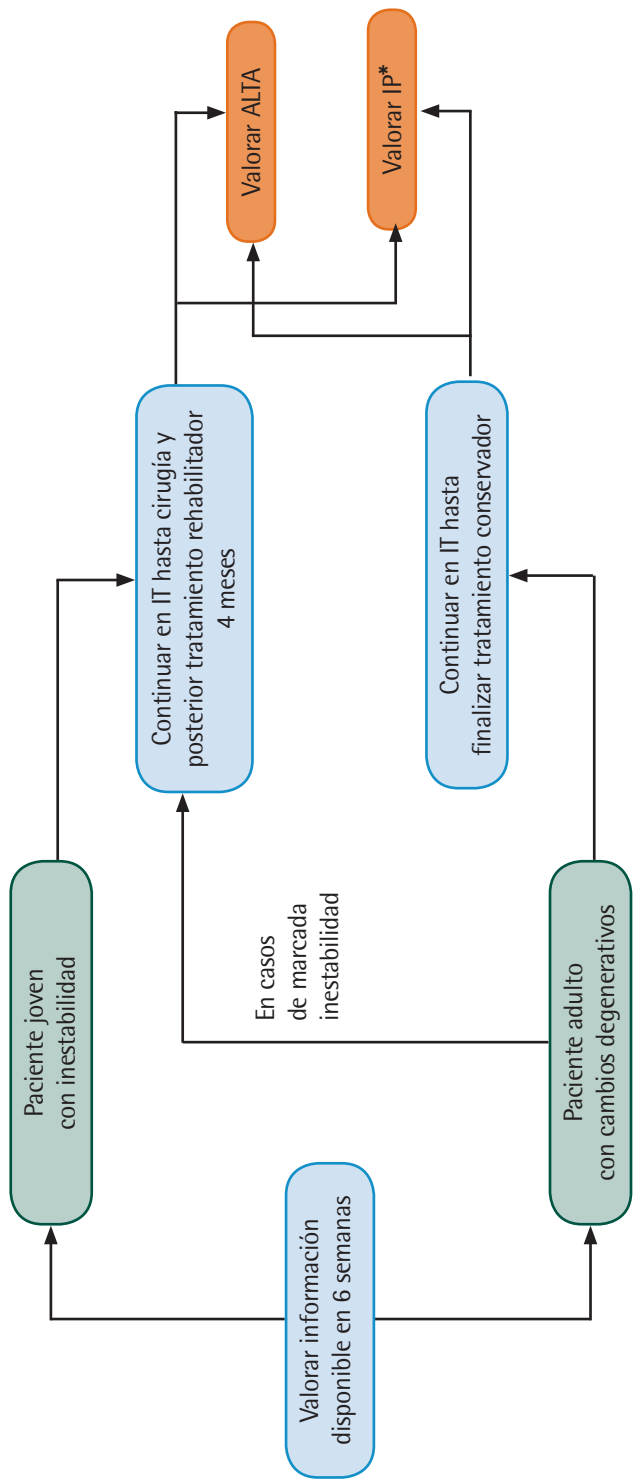 Valorar información
disponible en 6 semanas
Paciente joven
con inestabilidad
Paciente adulto
con cambios degenerativos
En casos
de marcada
inestabilidad
Continuar en IT hasta cirugía y
posterior tratamiento rehabilitador
4 meses
Continuar en IT hasta
finalizar tratamiento conservador
Valorar ALTA
Valorar IP*